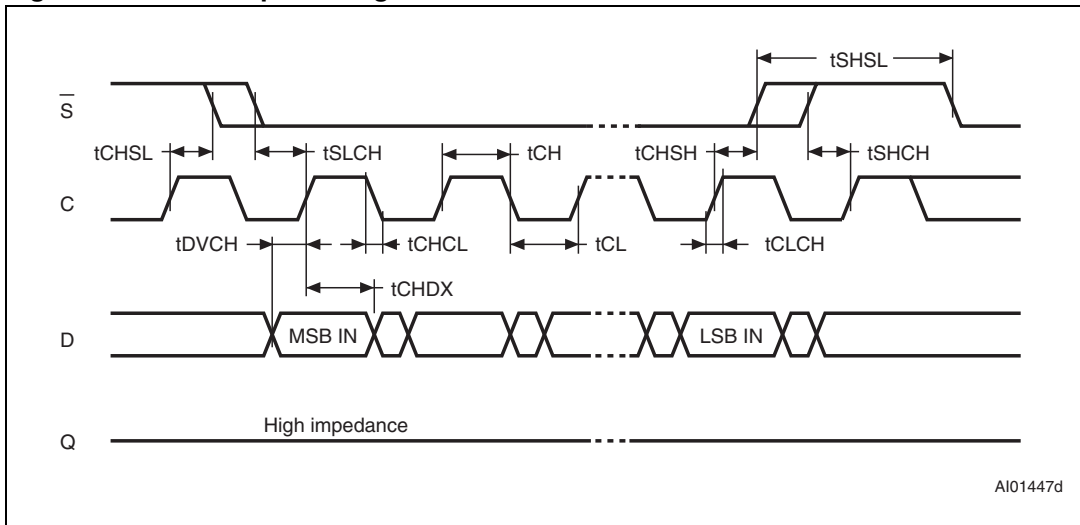 tSHSL
S
tCHSL tSLCH tCH tCHSH tSHCH
C
tDVCH tCHCL tCL tCLCH
tCHDX
D MSB IN LSB IN
High impedance
Q
AI01447d